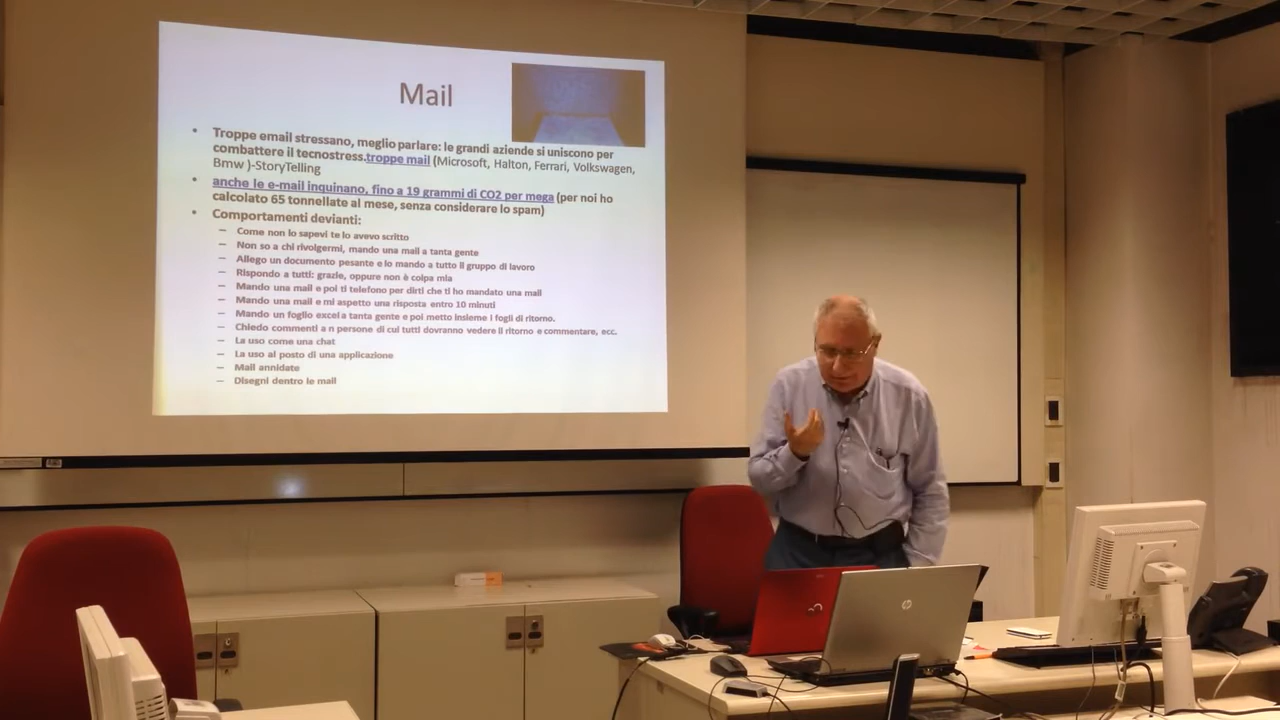 Mail
Troppe email stressano, meglio parlare: le grandi aziende si uniscono per
combattere il tecnostress.troppe mail (Microsoft, Halton, Ferrari, Volkswagen,
Bmw )-StoryTelling
anche le e-mail inquinano, fino a 19 grammi di CO2 per mega (per noi ho
calcolato 65 tonnellate al mese, senza considerare lo spam)
Comportamenti devianti:
Come non lo sapevi te lo avevo scritto
Non so a chi rivolgermi, mando una mail a tanta gente
Allego un documento pesante e lo mando a tutto il gruppo di lavoro
Rispondo a tutti: grazie, oppure non è colpa mia
Mando una mail e poi ti telefono per dirti che ti ho mandato una mail
Mando una mail e mi aspetto una risposta entro 10 minuti
Mando un foglio excel a tanta gente e poi metto insieme i fogli di ritorno.
Chiedo commenti a n persone di cui tutti dovranno vedere il ritorno e commentare, ecc.
La uso come una chat
La uso al posto di una applicazione
Mail annidate
Disegni dentro le mail
hp